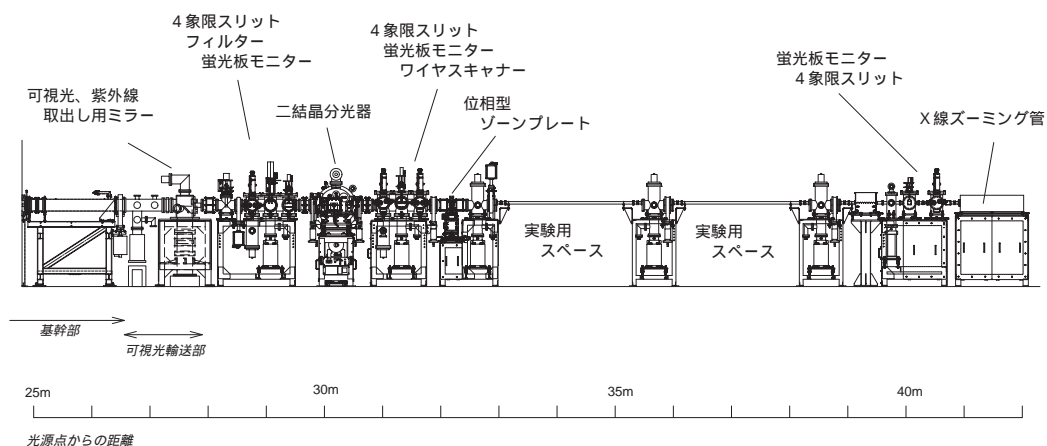 4象限スリット
フィルター
蛍光板モニター
4象限スリット
蛍光板モニター
ワイヤスキャナー
蛍光板モニター
4象限スリット
可視光、紫外線
取出し用ミラー
二結晶分光器
位相型
ゾーンプレート
X線ズーミング管
実験用
スペース
実験用
スペース
基幹部
可視光輸送部
25m
30m
35m
40m
光源点からの距離